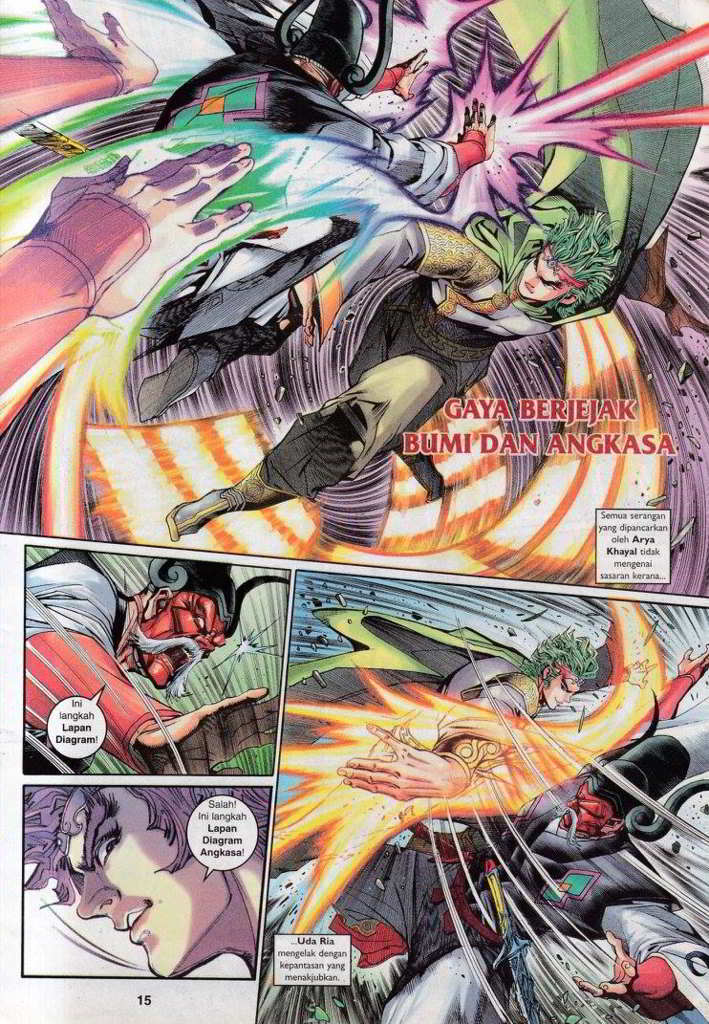 GAYA BERJEJAK
BUMI DAN ANGKASA
Semua serangan
yang dipancarkan
oleh Arya
Khayal tidak
mengenai
sasaran kerana...
Ini
langkah
Lapan
Diagram!
Salah!
Ini langkah
Lapan
Diagram
Angkasa!
...Uda Ria
mengelak dengan
kepantasan yang
menakjubkan.
15